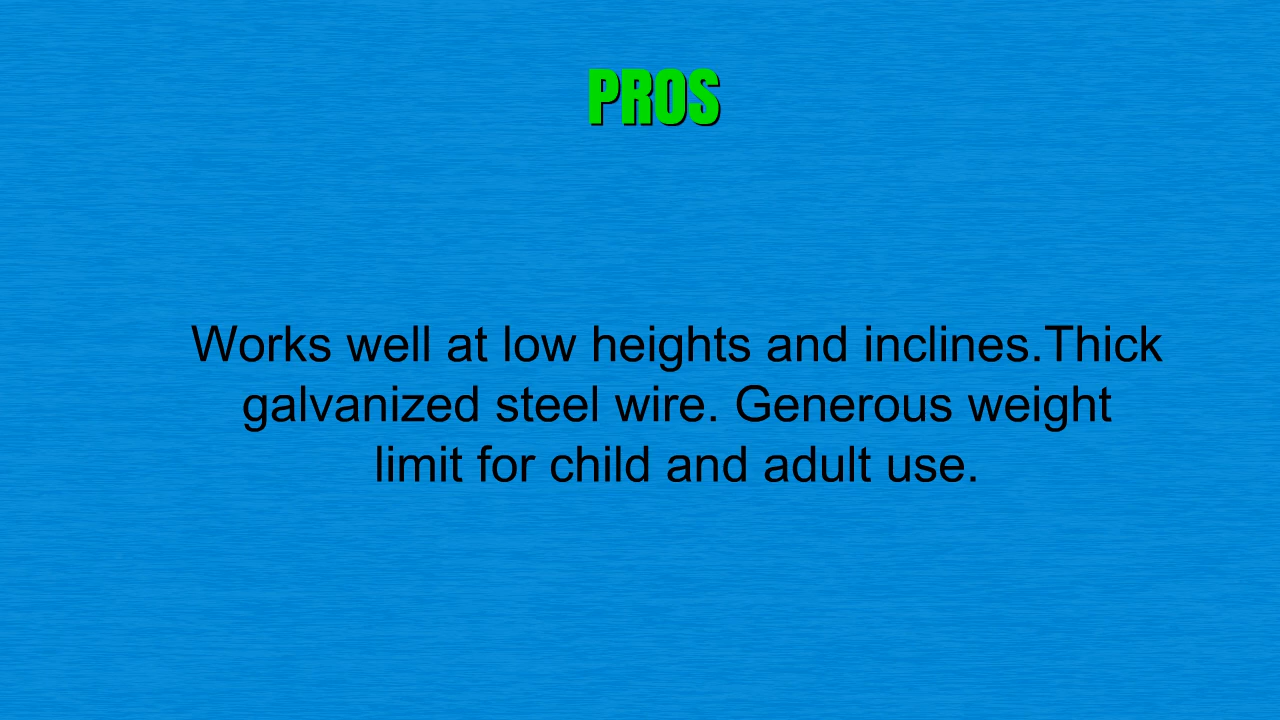 PROS
Works well at low heights and inclines.Thick
galvanized steel wire. Generous weight
limit for child and adult use.